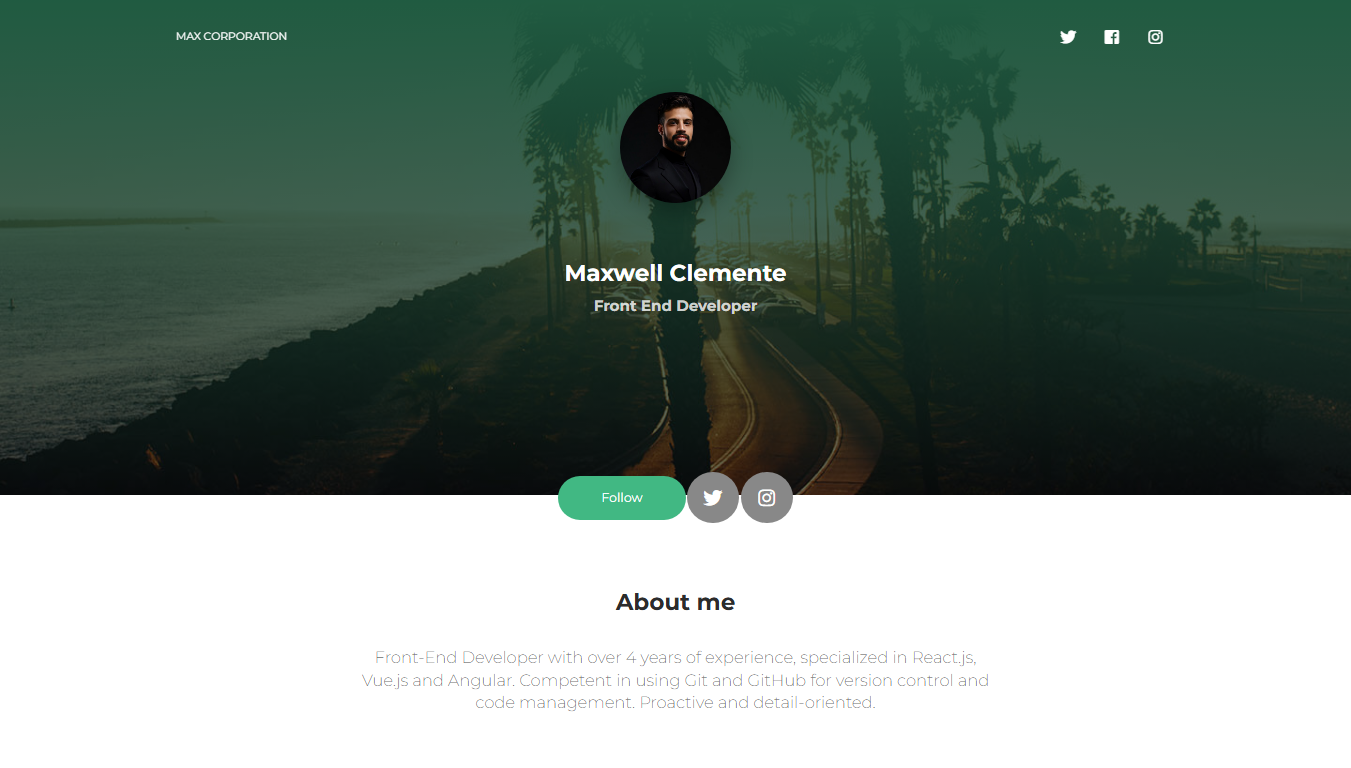 MAX CORPORATION
Maxwell Clemente
Front End Developer
Follow
About me
Front-End Developer with over 4 years of experience, specialized in React.js,
Vue.js and Angular. Competent in using Git and GitHub for version control and
code management. Proactive and detail-oriented.